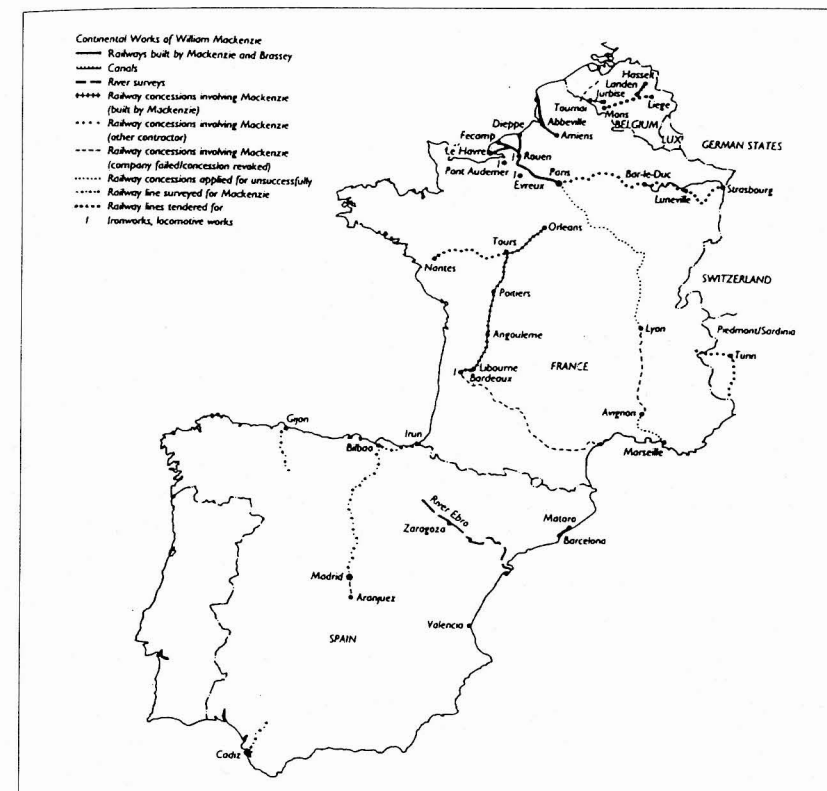 Continental Works of William Mackenzie
Railways built by Mackenzie and Brassey
Canals
River surveys
Railway concessions involving Mackenzie
(built by Mackenzie)
Railway concessions involving Mackenzie
(other contractor)
Railway concessions involving Mackenzie
(company failed/concession revoked)
Railway concessions applied for unsuccessfully
Railway line surveyed for Mackenzie
Railway lines tendered for
I Ironworks, locomotive works
Hasselt
Landen
Jurbise
Tournai
Liege
Mons
BELGIUM
LUX
GERMAN STATES
Abbeville
Amiens
Dieppe
Fecamp
Le Havre
I Rouen
I
Pont Audemer
I
Evreux
Paris
Bar-le-Duc
Strasbourg
Luneville
Orleans
Tours
Nantes
SWITZERLAND
Poitiers
Piedmont/Sardinia
Angouleme
Lyon
Turin
I
Libourne
Bordeaux
FRANCE
Avignon
Marseille
Gijon
Irun
Bilbao
River Ebro
Zaragoza
Mataro
Barcelona
Madrid
Aranjuez
Valencia
SPAIN
Cadiz